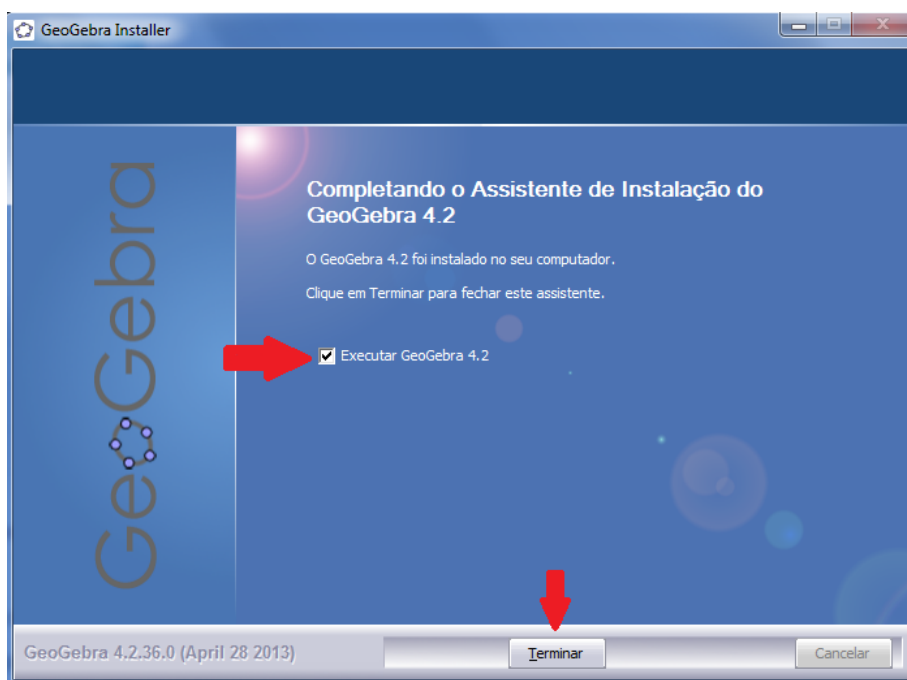 GeoGebra Installer
GeoGebra
Completando o Assistente de Instalação do
GeoGebra 4.2
O GeoGebra 4.2 foi instalado no seu computador.
Clique em Terminar para fechar este assistente.
Executar GeoGebra 4.2
GeoGebra 4.2.36.0 (April 28 2013)
Terminar
Cancelar